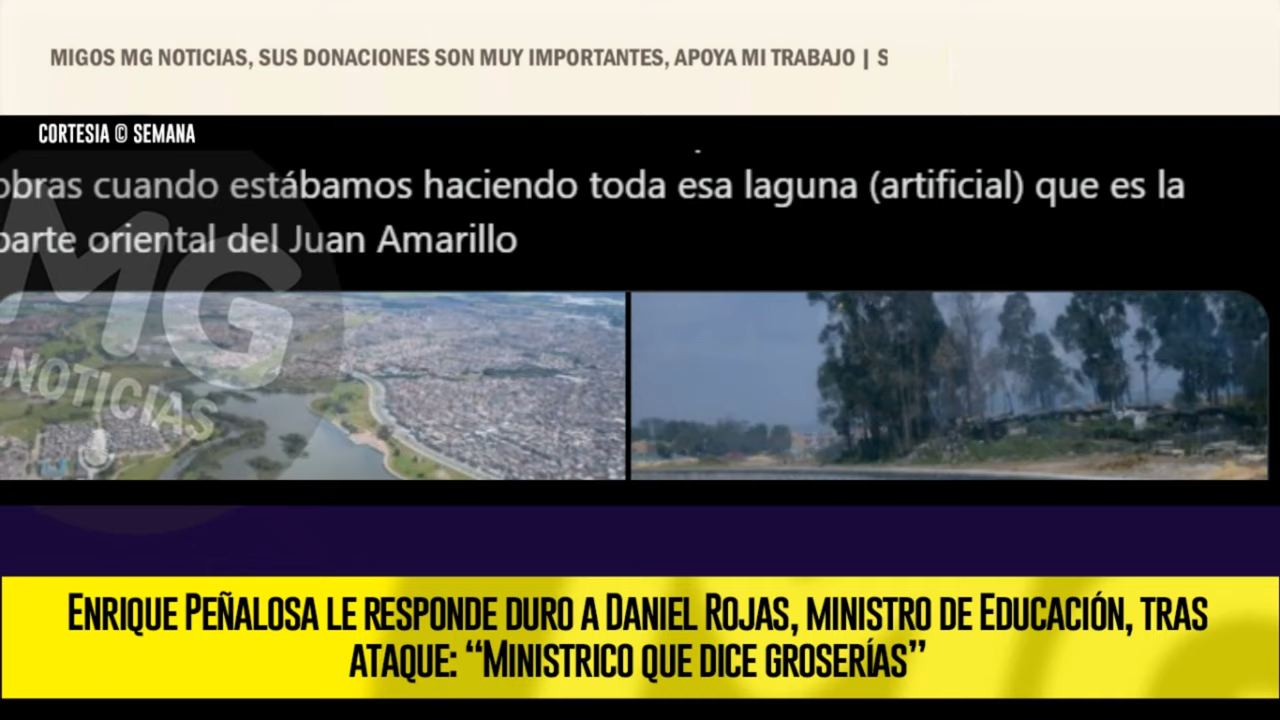 MIGOS MG NOTICIAS, SUS DONACIONES SON MUY IMPORTANTES, APOYA MI TRABAJO | S
CORTESIA © SEMANA
obras cuando estábamos haciendo toda esa laguna (artificial) que es la
parte oriental del Juan Amarillo
MG
NOTICIAS
ENRIQUE PEÑALOSA LE RESPONDE DURO A DANIEL ROJAS, MINISTRO DE EDUCACIÓN, TRAS
ATAQUE: “MINISTRICO QUE DICE GROSERÍAS”